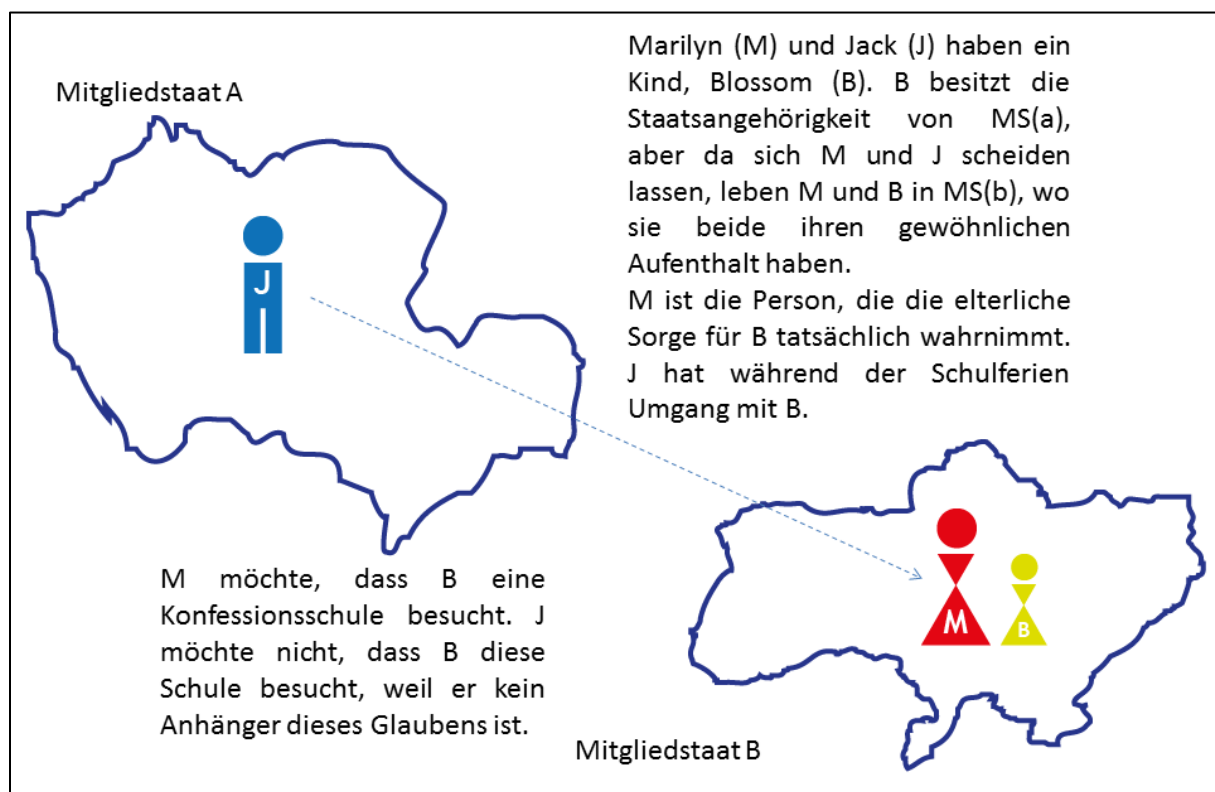 Mitgliedstaat A
J
Marilyn (M) und Jack (J) haben ein
Kind, Blossom (B). B besitzt die
Staatsangehörigkeit von MS(a),
aber da sich M und J scheiden
lassen, leben M und B in MS(b), wo
sie beide ihren gewöhnlichen
Aufenthalt haben.
M ist die Person, die die elterliche
Sorge für B tatsächlich wahrnimmt.
J hat während der Schulferien
Umgang mit B.
M möchte, dass B eine
Konfessionsschule besucht. J
möchte nicht, dass B diese
Schule besucht, weil er kein
Anhänger dieses Glaubens ist.
M
B
Mitgliedstaat B